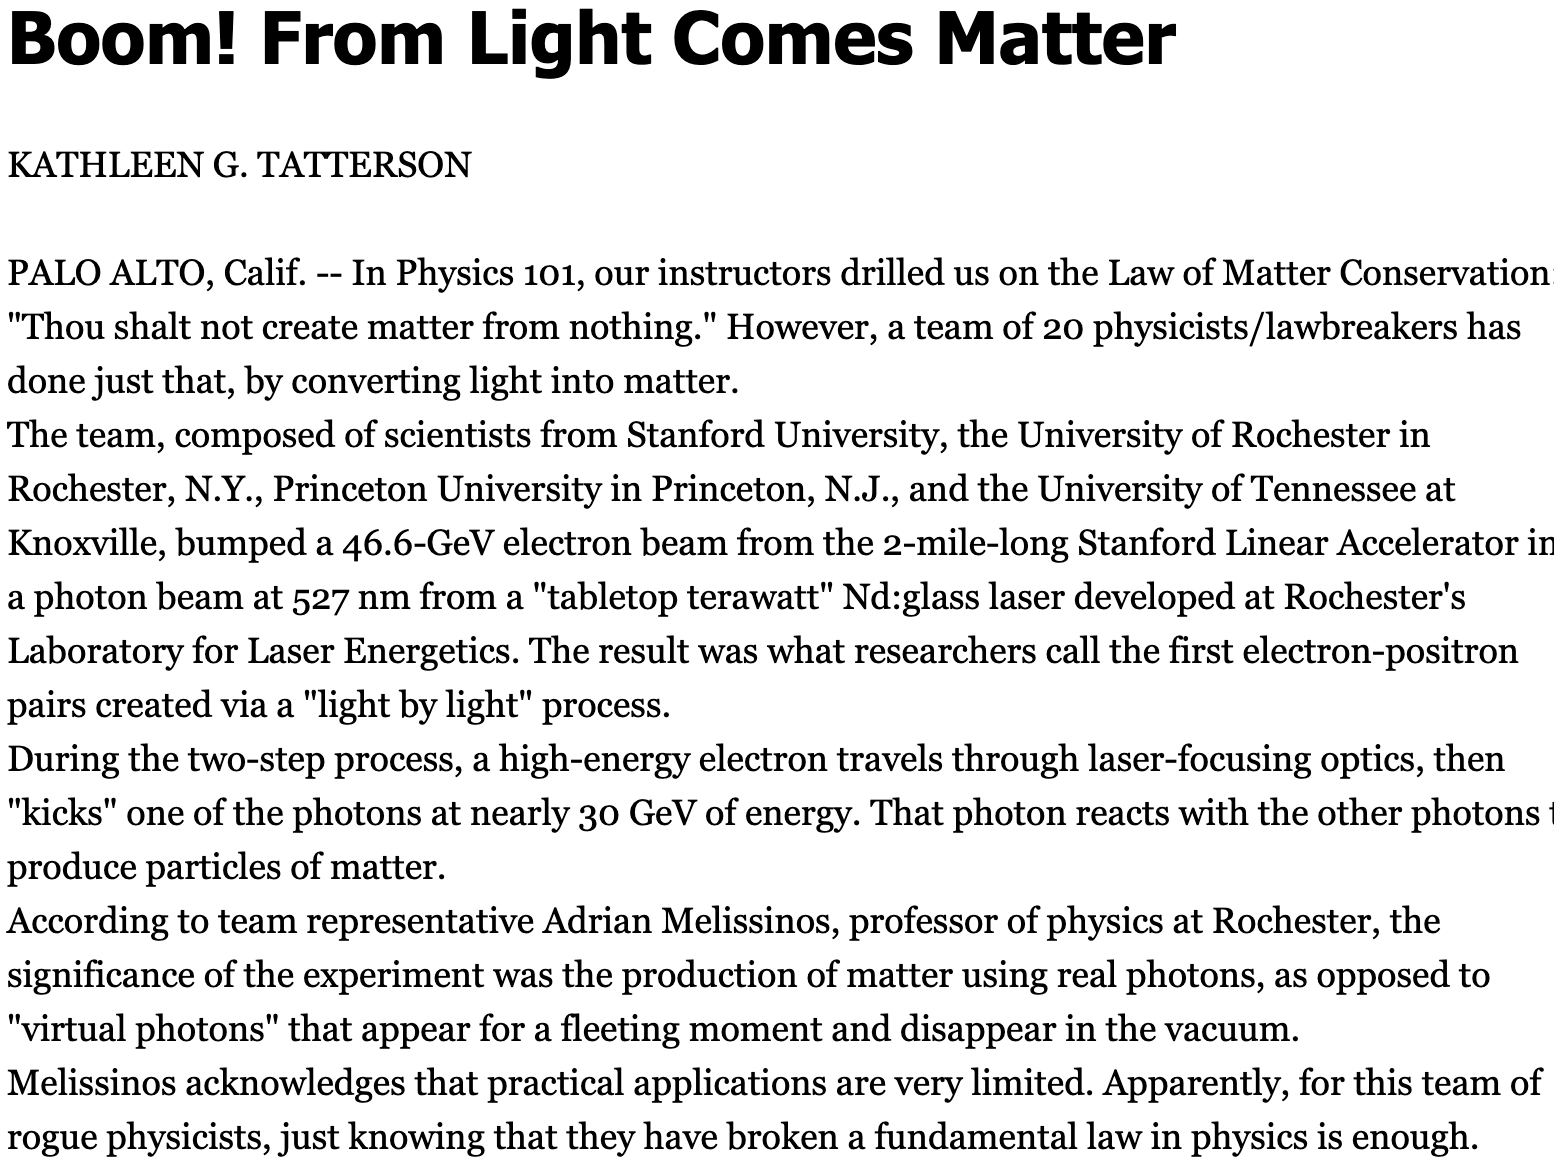 Boom! From Light Comes Matter
KATHLEEN G. TATTERSON
PALO ALTO, Calif. -- In Physics 101, our instructors drilled us on the Law of Matter Conservation:
"Thou shalt not create matter from nothing." However, a team of 20 physicists/lawbreakers has
done just that, by converting light into matter.
The team, composed of scientists from Stanford University, the University of Rochester in
Rochester, N.Y., Princeton University in Princeton, N.J., and the University of Tennessee at
Knoxville, bumped a 46.6-GeV electron beam from the 2-mile-long Stanford Linear Accelerator in
a photon beam at 527 nm from a "tabletop terawatt" Nd:glass laser developed at Rochester's
Laboratory for Laser Energetics. The result was what researchers call the first electron-positron
pairs created via a "light by light" process.
During the two-step process, a high-energy electron travels through laser-focusing optics, then
"kicks" one of the photons at nearly 30 GeV of energy. That photon reacts with the other photons
produce particles of matter.
According to team representative Adrian Melissinos, professor of physics at Rochester, the
significance of the experiment was the production of matter using real photons, as opposed to
"virtual photons" that appear for a fleeting moment and disappear in the vacuum.
Melissinos acknowledges that practical applications are very limited. Apparently, for this team of
rogue physicists, just knowing that they have broken a fundamental law in physics is enough.